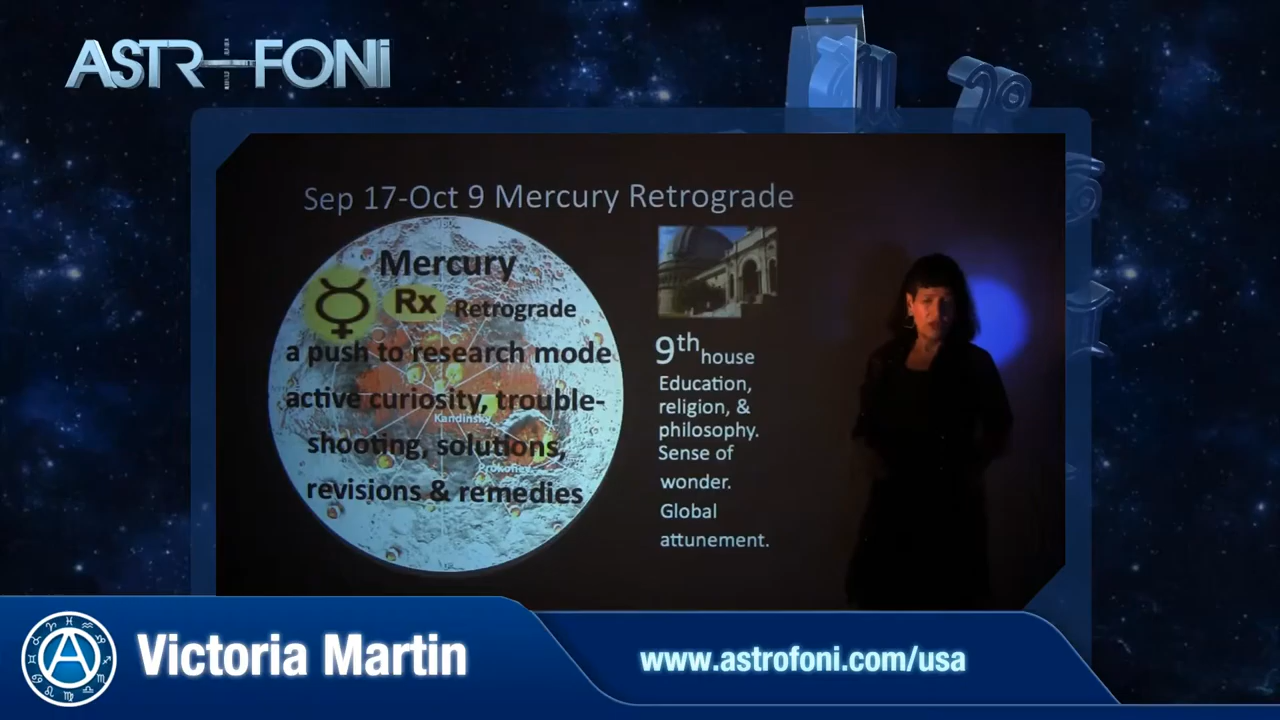 ASTROFONi
Sep 17-Oct 9 Mercury Retrograde
Mercury
Rx Retrograde
a push to research mode
active curiosity, trouble-
Kandinsky
shooting, solutions,
Prokofiev
revisions & remedies
9th house
Education,
religion, &
philosophy.
Sense of
wonder.
Global
attunement.
Victoria Martin
www.astrofoni.com/usa